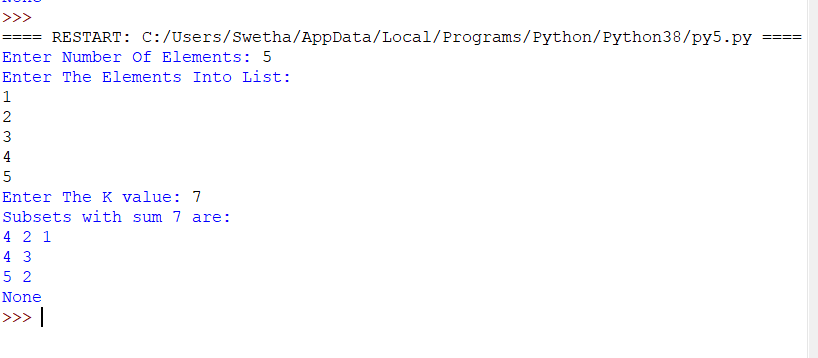 None
>>>
==== RESTART: C:/Users/Swetha/AppData/Local/Programs/Python/Python38/py5.py ====
Enter Number Of Elements: 5
Enter The Elements Into List:
1
2
3
4
5
Enter The K value: 7
Subsets with sum 7 are:
4 2 1
4 3
5 2
None
>>>